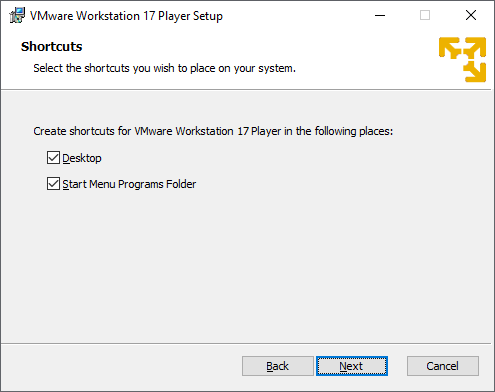 VMware Workstation 17 Player Setup
Shortcuts
Select the shortcuts you wish to place on your system.
Create shortcuts for VMware Workstation 17 Player in the following places:
Desktop
Start Menu Programs Folder
Back
Next
Cancel